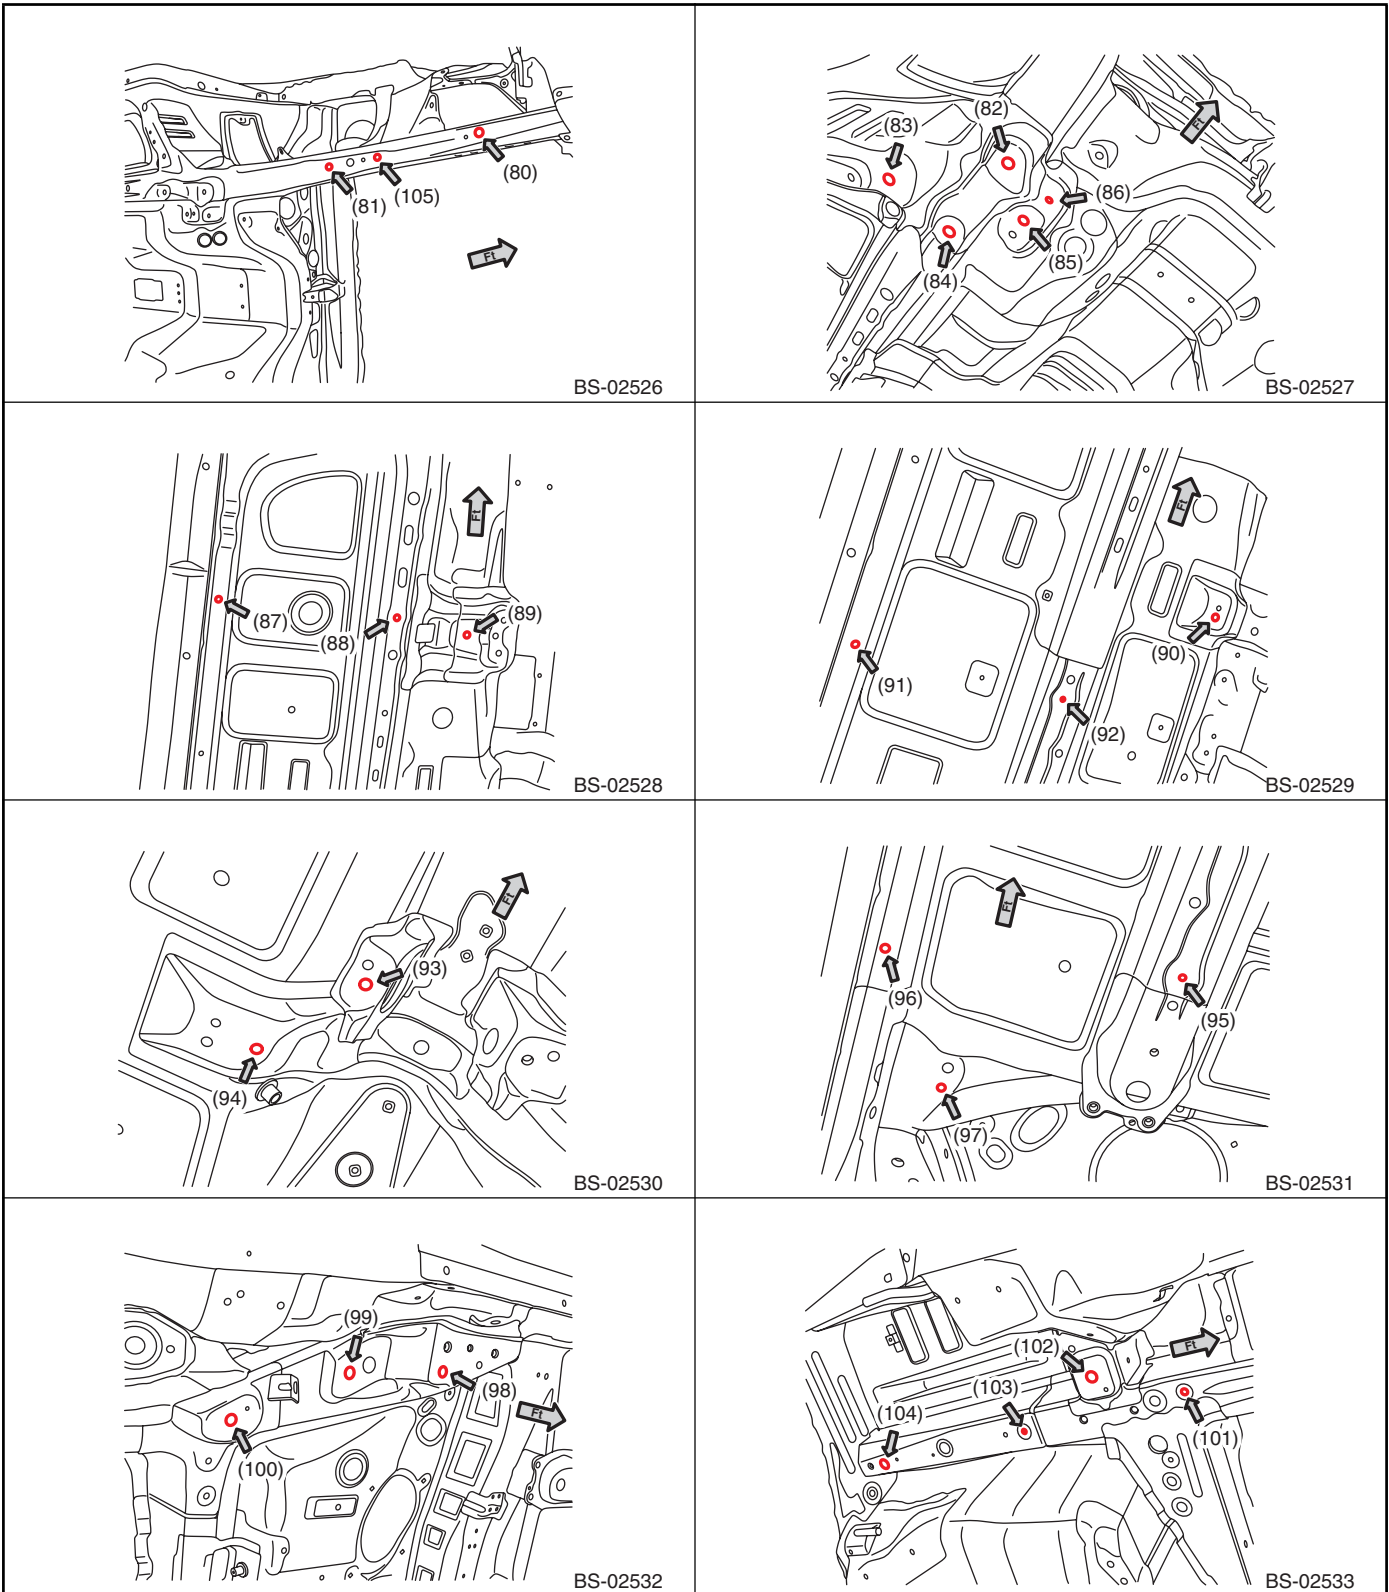 (80)
(81) (105)
Ft
BS-02526
(82)
(83)
Ft
(86)
(85)
(84)
BS-02527
Ft
(89)
(87)
(88)
BS-02528
Ft
(90)
(91)
(92)
BS-02529
Ft
(93)
(94)
BS-02530
Ft
(96)
(95)
(97)
BS-02531
(99)
(98)
Ft
(100)
BS-02532
(102)
Ft
(103)
(104)
(101)
BS-02533